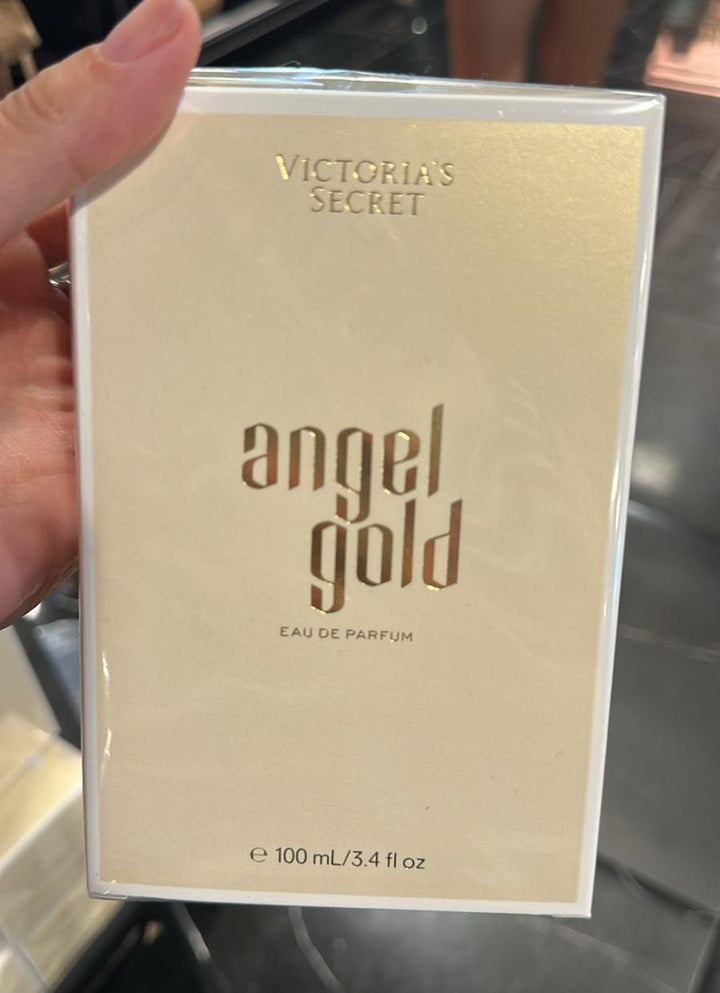 VICTORIA'S
SECRET
angel
gold
EAU DE PARFUM
℮ 100 mL/3.4 fl oz